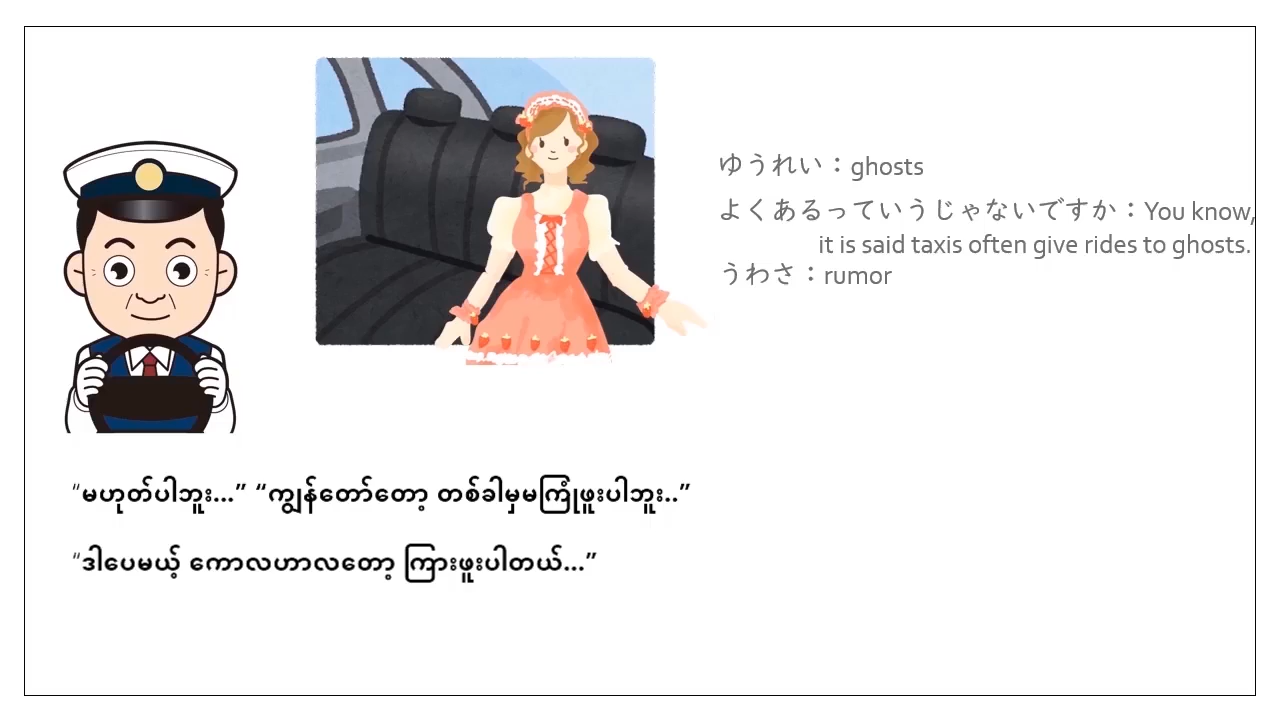 ゆうれい：ghosts
よくあるっていうじゃないですか：You know,
it is said taxis often give rides to ghosts.
うわさ：rumor
“မဟုတ်ပါဘူး...” “ကျွန်တော်တော့ တစ်ခါမှမကြုံဖူးပါဘူး..”
“ဒါပေမယ့် ကောလဟာလတော့ ကြားဖူးပါတယ်...”